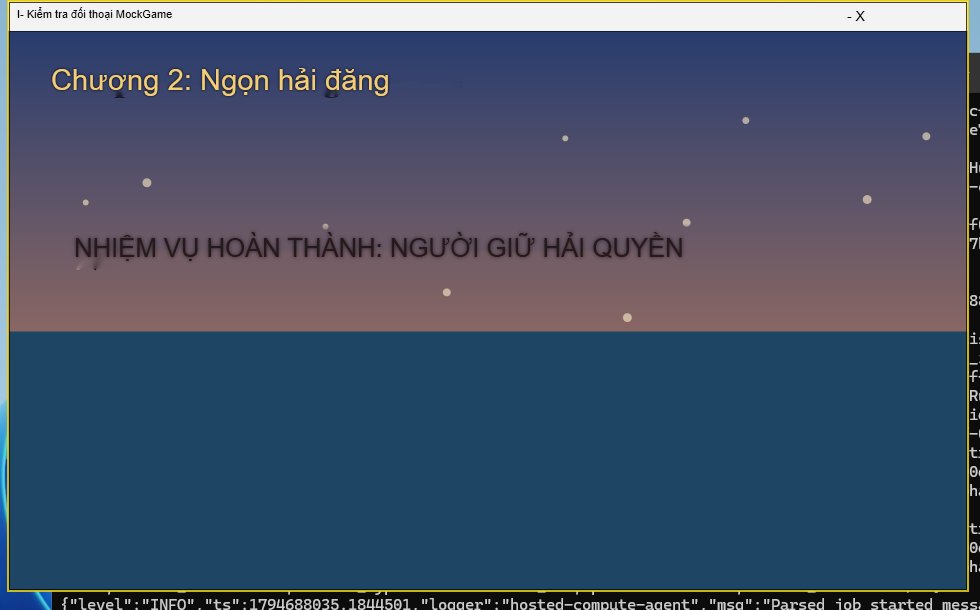 I- Kiểm tra đối thoại MockGame
- X
Chương 2: Ngọn hải đăng
NHIỆM VỤ HOÀN THÀNH: NGƯỜI GIỮ HẢI QUYỀN
{"level":"INFO","ts":1794688035.1844501,"logger":"hosted-compute-agent","msg":"Parsed job started mes